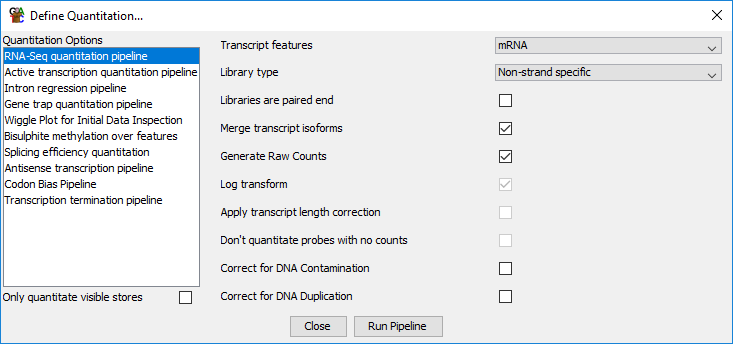 Define Quantitation...
Quantitation Options
RNA-Seq quantitation pipeline
Active transcription quantitation pipeline
Intron regression pipeline
Gene trap quantitation pipeline
Wiggle Plot for Initial Data Inspection
Bisulphite methylation over features
Splicing efficiency quantitation
Antisense transcription pipeline
Codon Bias Pipeline
Transcription termination pipeline
Only quantitate visible stores
Transcript features mRNA
Library type Non-strand specific
Libraries are paired end
Merge transcript isoforms
Generate Raw Counts
Log transform
Apply transcript length correction
Don't quantitate probes with no counts
Correct for DNA Contamination
Correct for DNA Duplication
Close Run Pipeline